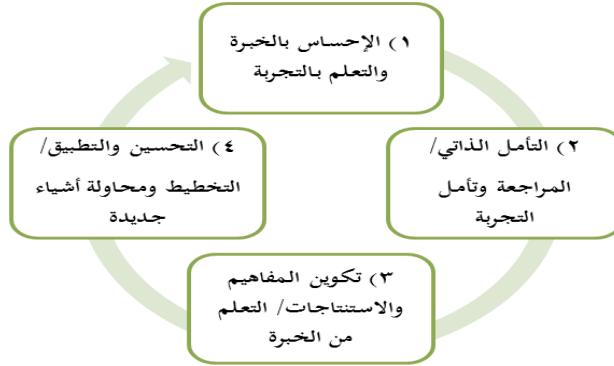 ١) الإحساس بالخبرة
والتعلم بالتجربة
٢) التأمل الذاتي/
المراجعة وتأمل
التجربة
٣) تكوين المفاهيم
والاستنتاجات/ التعلم
من الخبرة
٤) التحسين والتطبيق/
التخطيط ومحاولة أشياء
جديدة